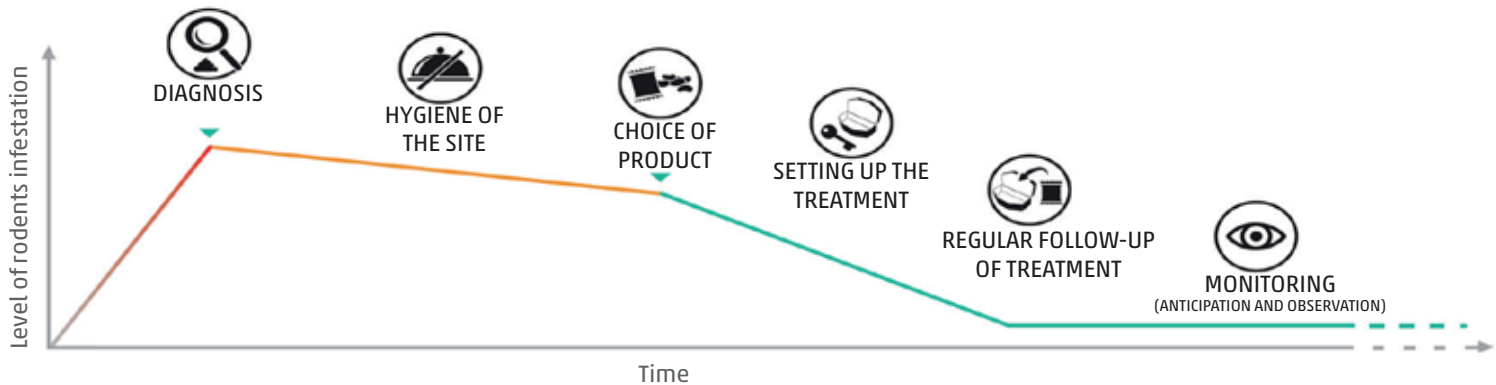 Level of rodents infestation
DIAGNOSIS
HYGIENE OF
THE SITE
CHOICE OF
PRODUCT
SETTING UP THE
TREATMENT
REGULAR FOLLOW-UP
OF TREATMENT
MONITORING
(ANTICIPATION AND OBSERVATION)
Time